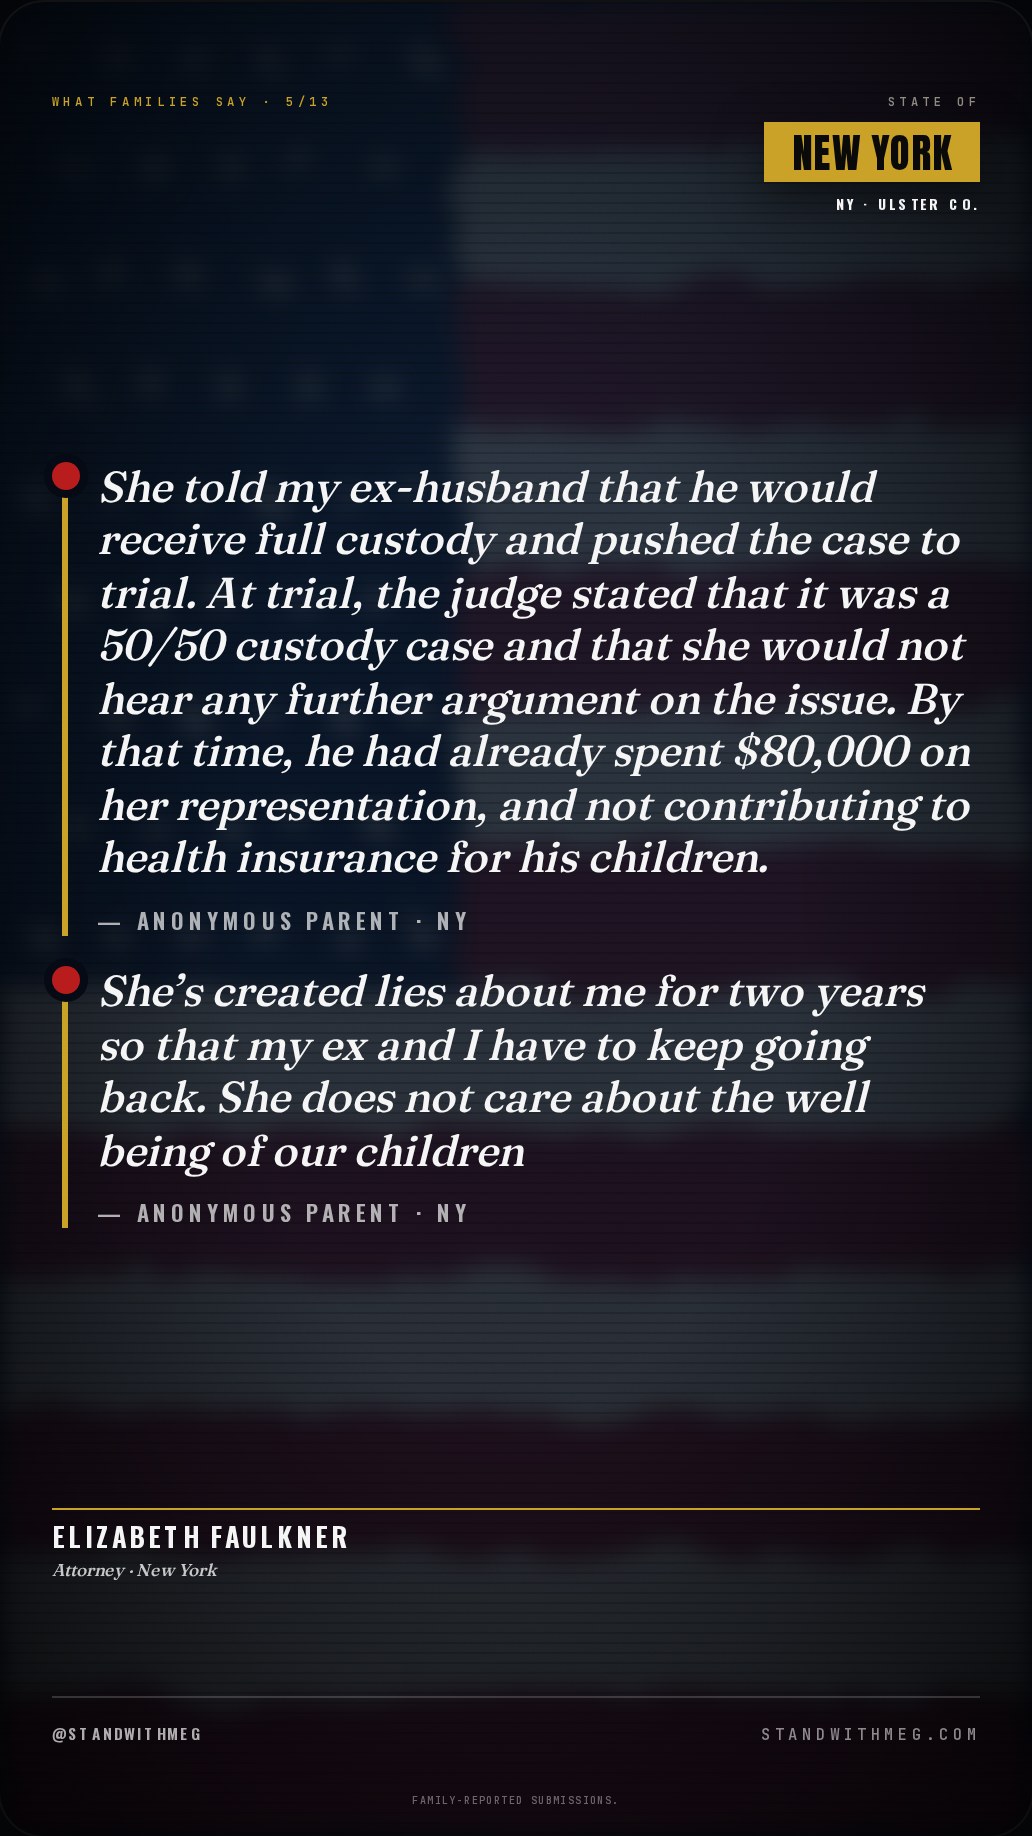 WHAT FAMILIES SAY · 5/13
STATE OF
NEW YORK
NY · ULSTER CO.
She told my ex-husband that he would
receive full custody and pushed the case to
trial. At trial, the judge stated that it was a
50/50 custody case and that she would not
hear any further argument on the issue. By
that time, he had already spent $80,000 on
her representation, and not contributing to
health insurance for his children.
— ANONYMOUS PARENT · NY
She’s created lies about me for two years
so that my ex and I have to keep going
back. She does not care about the well
being of our children
— ANONYMOUS PARENT · NY
ELIZABETH FAULKNER
Attorney · New York
@STANDWITHMEG
STANDWITHMEG.COM
FAMILY-REPORTED SUBMISSIONS.